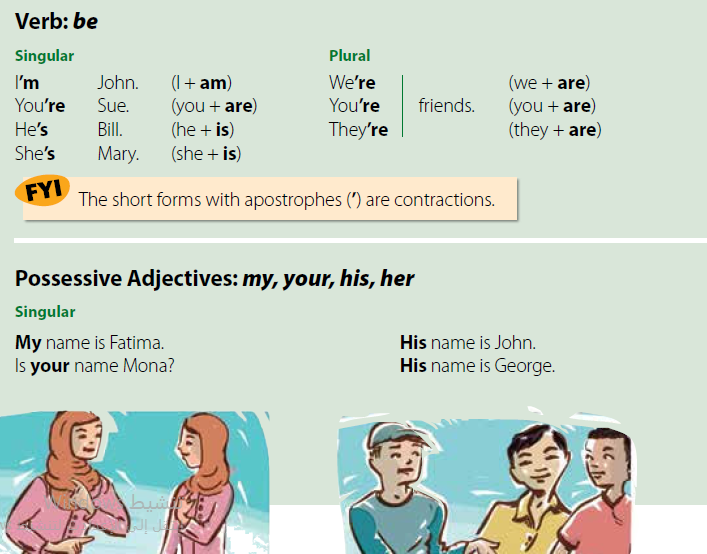 Verb: be
Singular
I'm John. (I + am)
You're Sue. (you + are)
He's Bill. (he + is)
She's Mary. (she + is)
Plural
We're (we + are)
You're friends. (you + are)
They're (they + are)
FYI The short forms with apostrophes (’) are contractions.
Possessive Adjectives: my, your, his, her
Singular
My name is Fatima.
Is your name Mona?
His name is John.
His name is George.